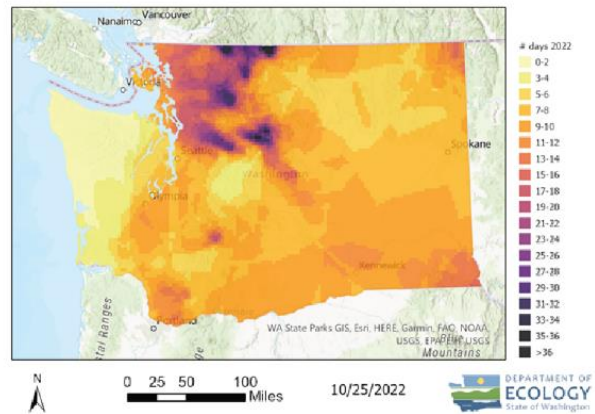 Nanaimo
Vancouver
Victoria
Seattle
Washington
Spokane
Olympia
Kennewick
Portland
WA State Parks GIS, Esri, HERE, Garmin, FAO, NOAA,
USGS, EPA, USGS
Mountains
# days 2022
0-2
3-4
5-6
7-8
9-10
11-12
13-14
15-16
17-18
19-20
21-22
23-24
25-26
27-28
29-30
31-32
33-34
35-36
>36
N
0 25 50 100
Miles
10/25/2022
DEPARTMENT OF
ECOLOGY
State of Washington